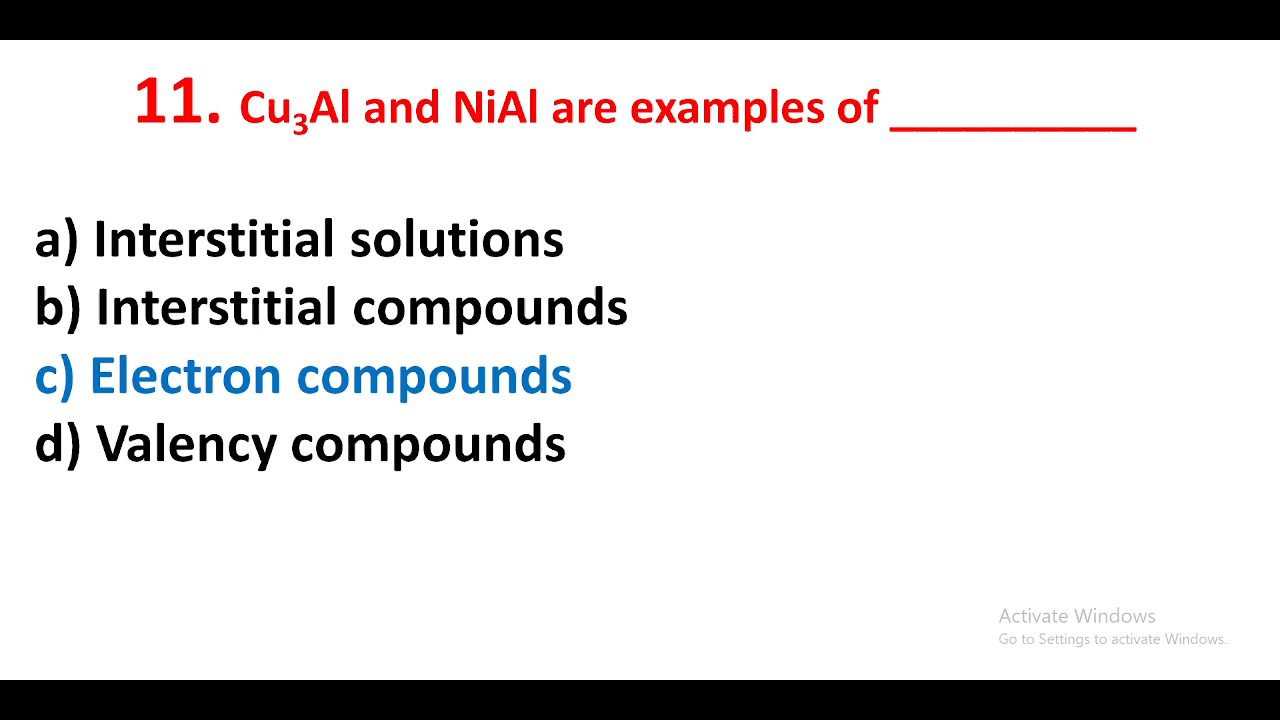 11. Cu₃Al and NiAl are examples of __________
a) Interstitial solutions
b) Interstitial compounds
c) Electron compounds
d) Valency compounds
Activate Windows
Go to Settings to activate Windows.